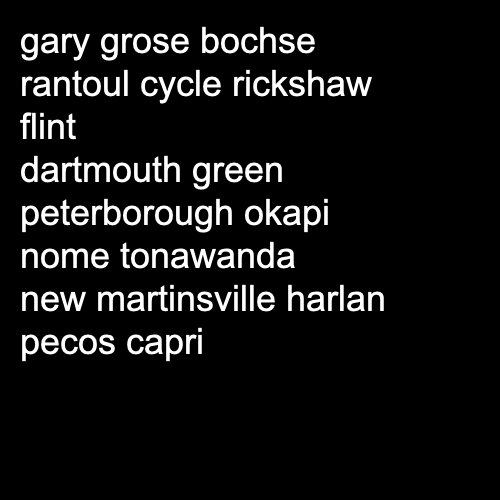 gary grose bochse
rantoul cycle rickshaw
flint
dartmouth green
peterborough okapi
nome tonawanda
new martinsville harlan
pecos capri